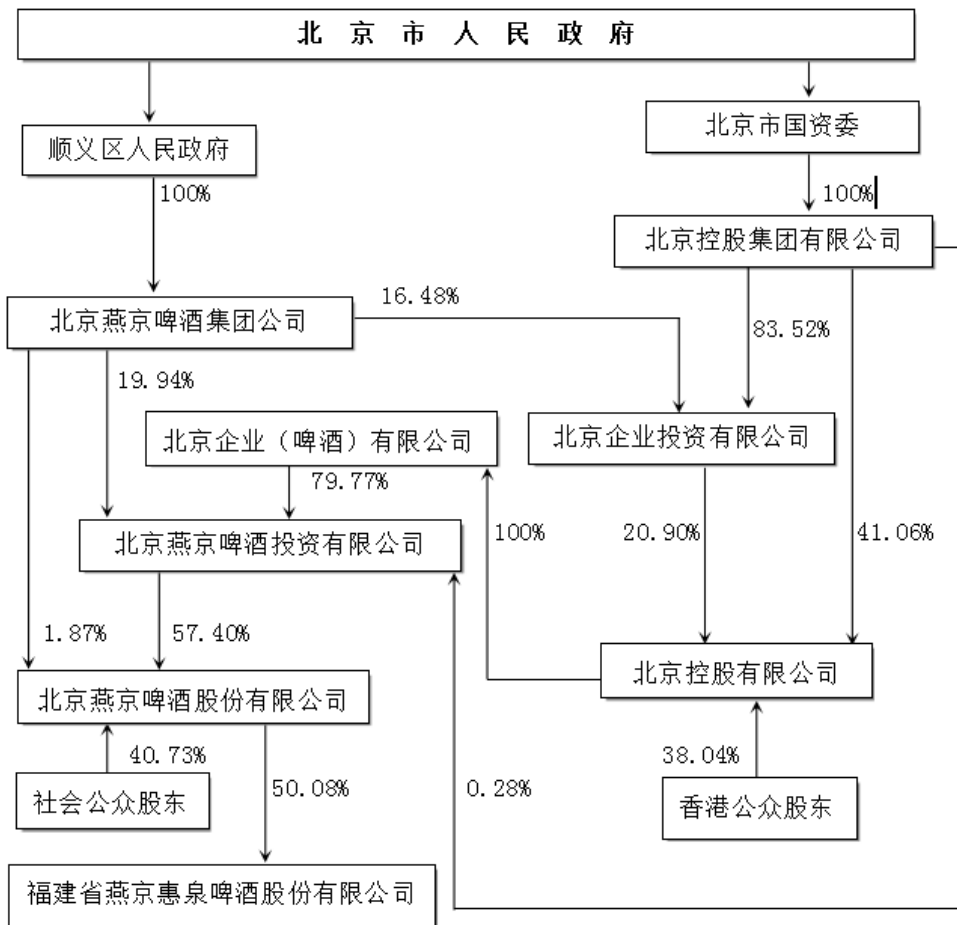 北京市人民政府
顺义区人民政府
北京市国资委
100%
100%
北京控股集团有限公司
北京燕京啤酒集团公司
16.48%
83.52%
19.94%
北京企业（啤酒）有限公司
北京企业投资有限公司
79.77%
北京燕京啤酒投资有限公司
100%
20.90%
41.06%
1.87%
57.40%
北京控股有限公司
北京燕京啤酒股份有限公司
40.73%
38.04%
社会公众股东
50.08%
0.28%
香港公众股东
福建省燕京惠泉啤酒股份有限公司